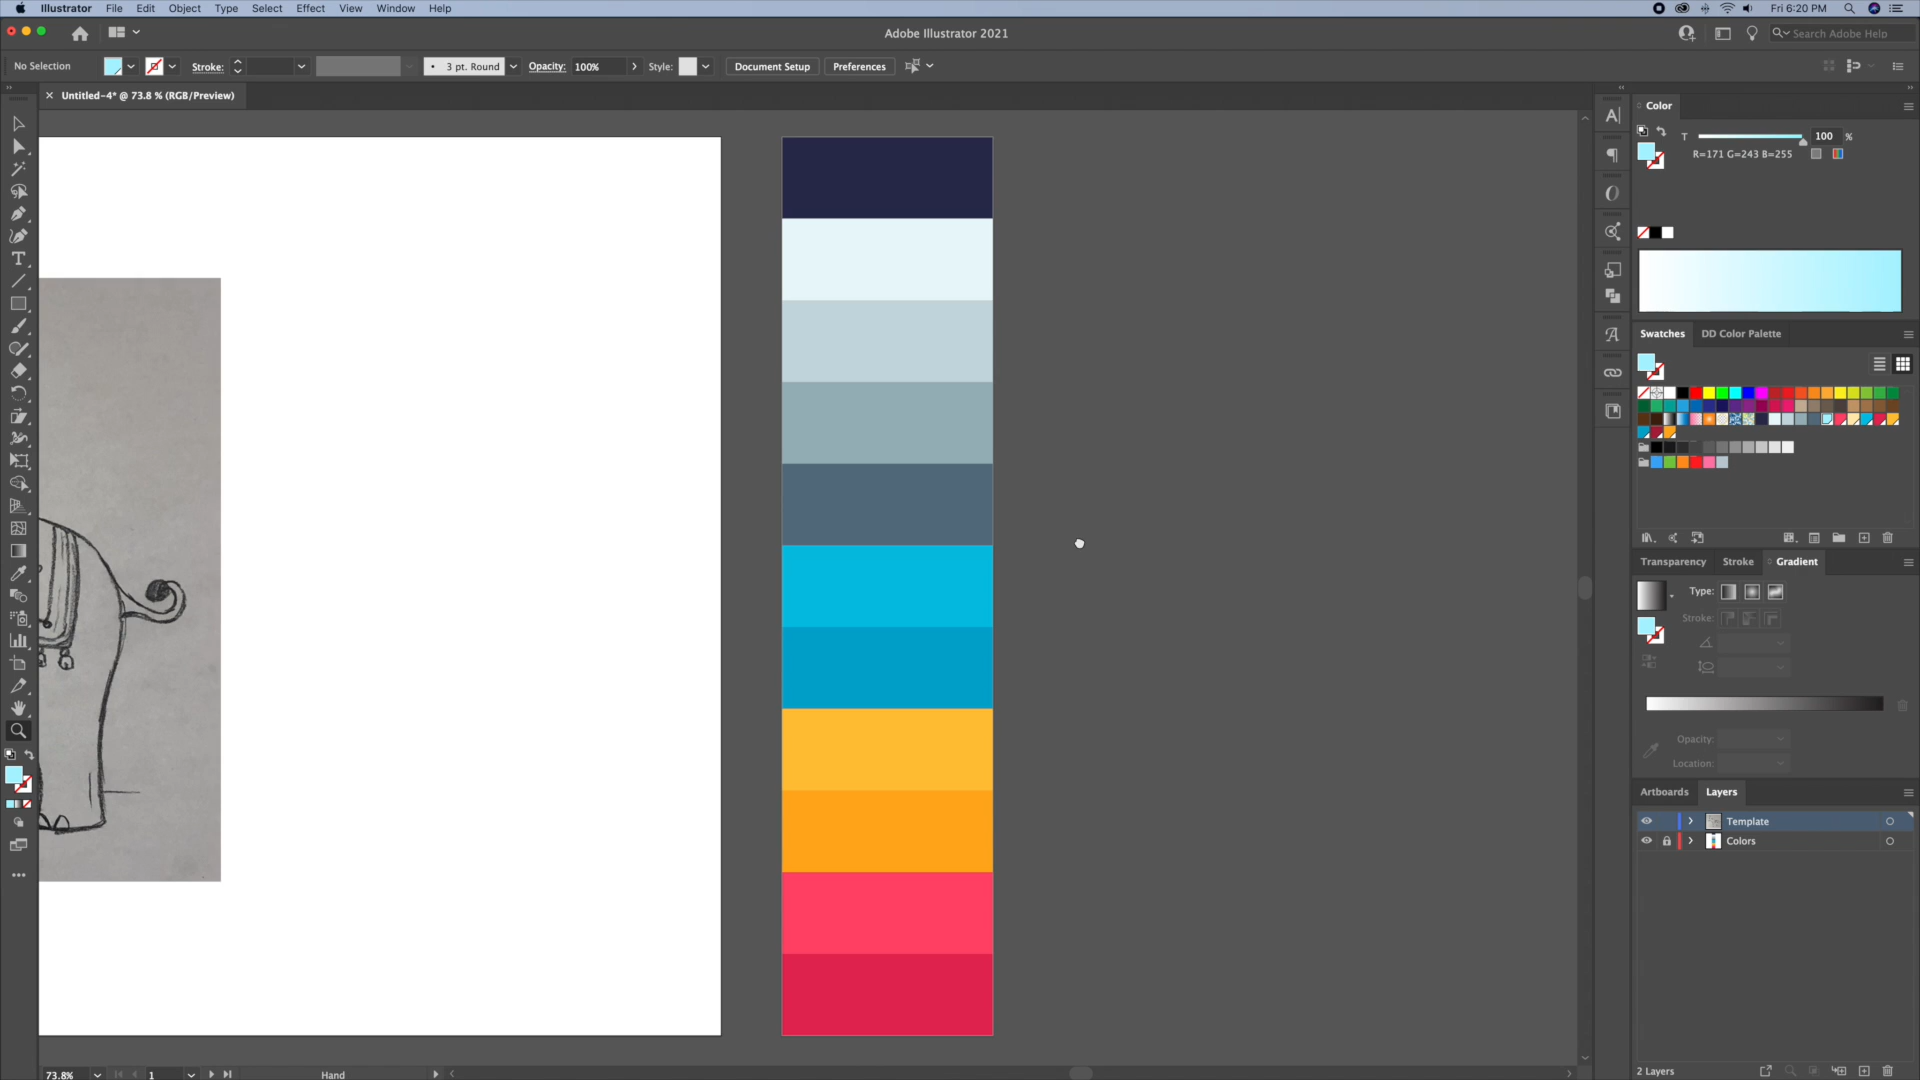 Illustrator File Edit Object Type Select Effect View Window Help Fri 6:20 PM
Adobe Illustrator 2021 Search Adobe Help
No Selection Stroke: 3 pt. Round Opacity: 100% Style: Document Setup Preferences
Untitled-4* @ 73.8 % (RGB/Preview)
Color
T 100 %
R=171 G=243 B=255
Swatches DD Color Palette
Transparency Stroke Gradient
Type:
Stroke:
Opacity:
Location:
Artboards Layers
Template
Colors
2 Layers
73.8% 1 Hand